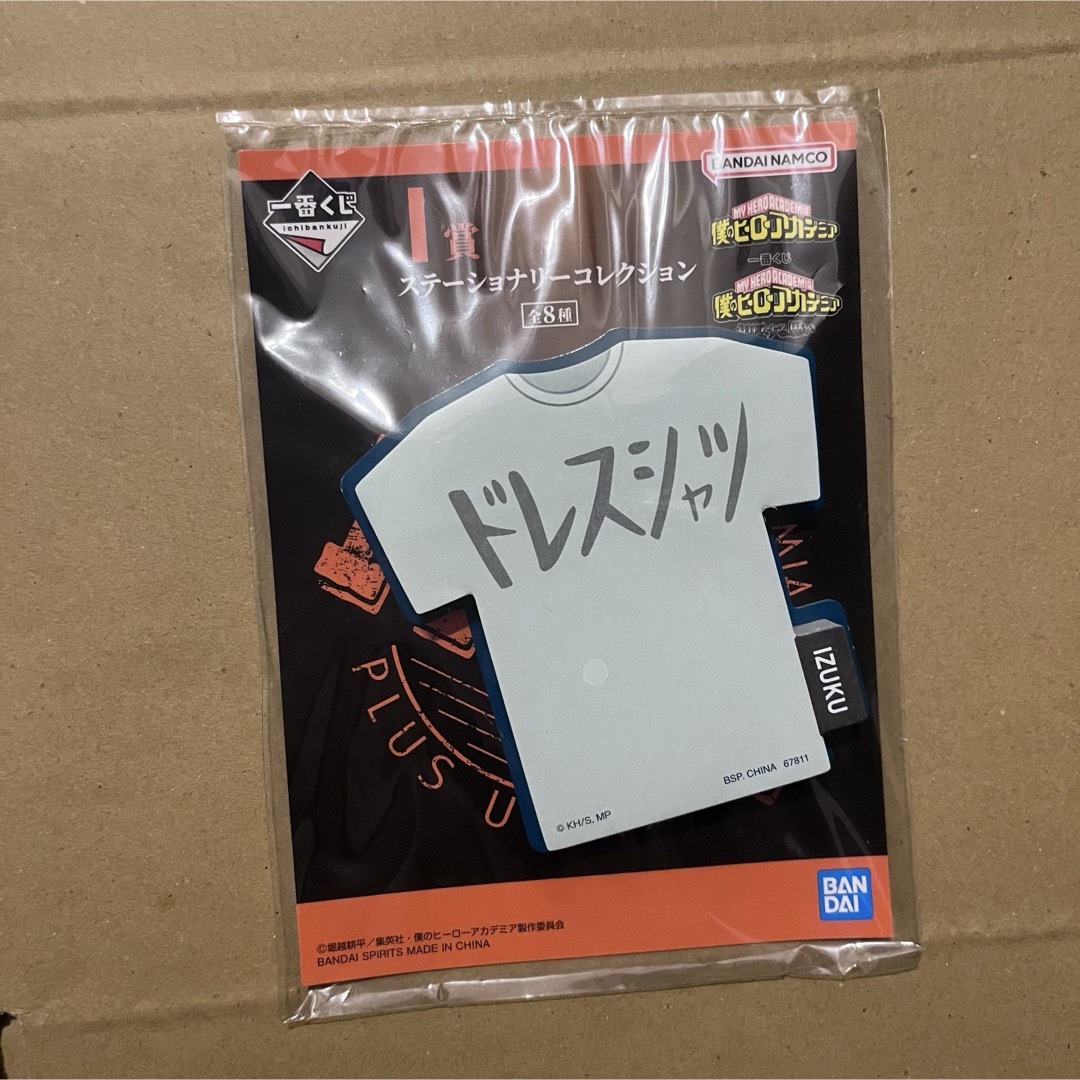 一番くじ
ichibankuji
I賞
ステーショナリーコレクション
全8種
BANDAI NAMCO
MY HERO ACADEMIA
僕のヒーローアカデミア
一番くじ
MY HERO ACADEMIA
僕のヒーローアカデミア
ドレスシャツ
IZUKU
MIA
PLUS U
BSP. CHINA 67811
© KH/S. MP
BAN
DAI
©堀越耕平／集英社・僕のヒーローアカデミア製作委員会
BANDAI SPIRITS MADE IN CHINA